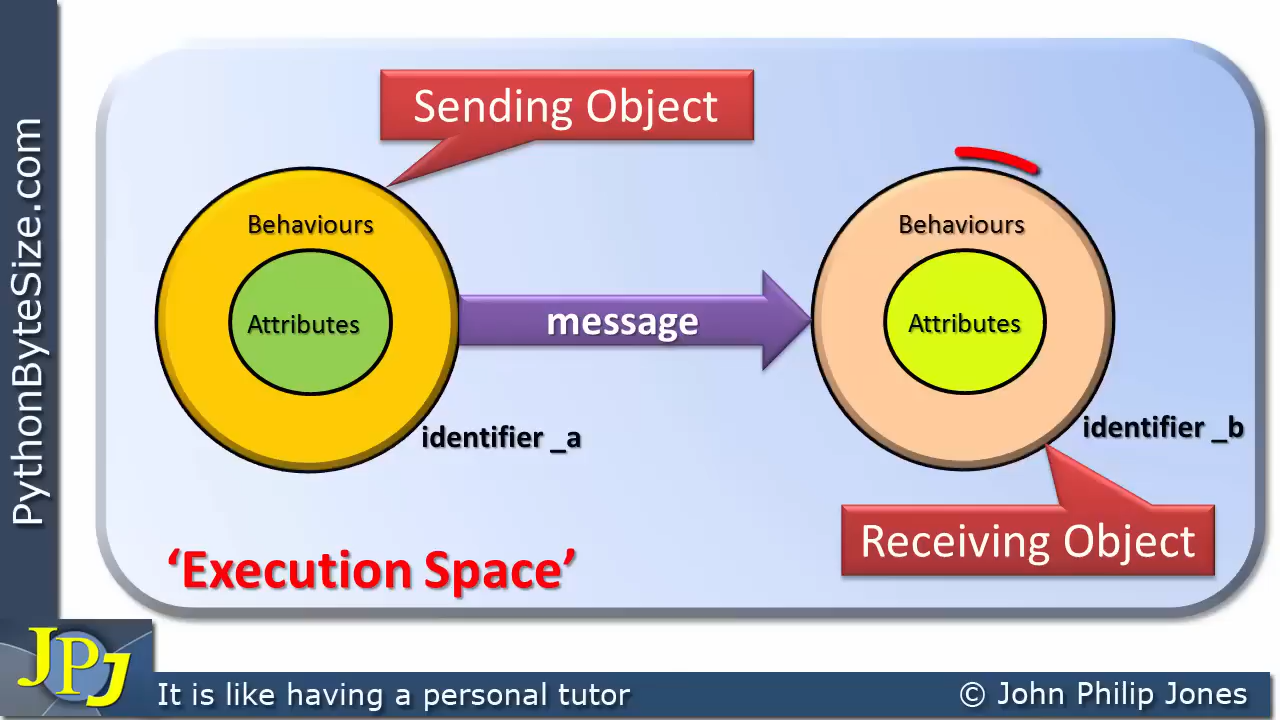 PythonByteSize.com
Sending Object
Behaviours
Attributes
message
Behaviours
Attributes
identifier _a
identifier _b
Receiving Object
‘Execution Space’
JPJ
It is like having a personal tutor
© John Philip Jones